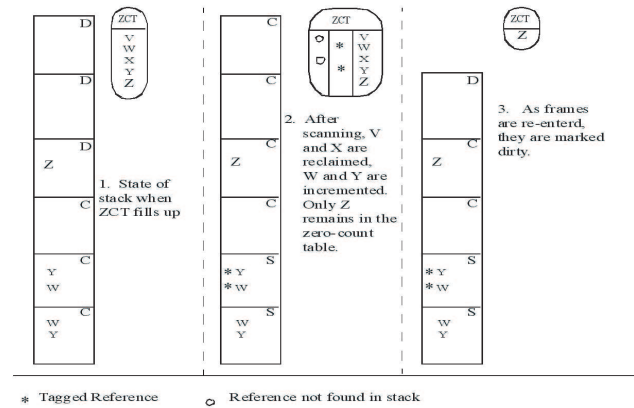 D
ZCT
V
W
X
Y
Z
D
D
Z
C
C
Y
W
C
W
Y
1. State of
stack when
ZCT fills up
C
ZCT
*
*
V
W
X
Y
Z
C
C
Z
C
S
* Y
* W
S
W
Y
2. After
scanning, V
and X are
reclaimed,
W and Y are
incremented.
Only Z
remains in the
zero-count
table.
ZCT
Z
D
C
Z
C
S
* Y
* W
S
W
Y
3. As frames
are re-enterd,
they are marked
dirty.
* Tagged Reference
Reference not found in stack